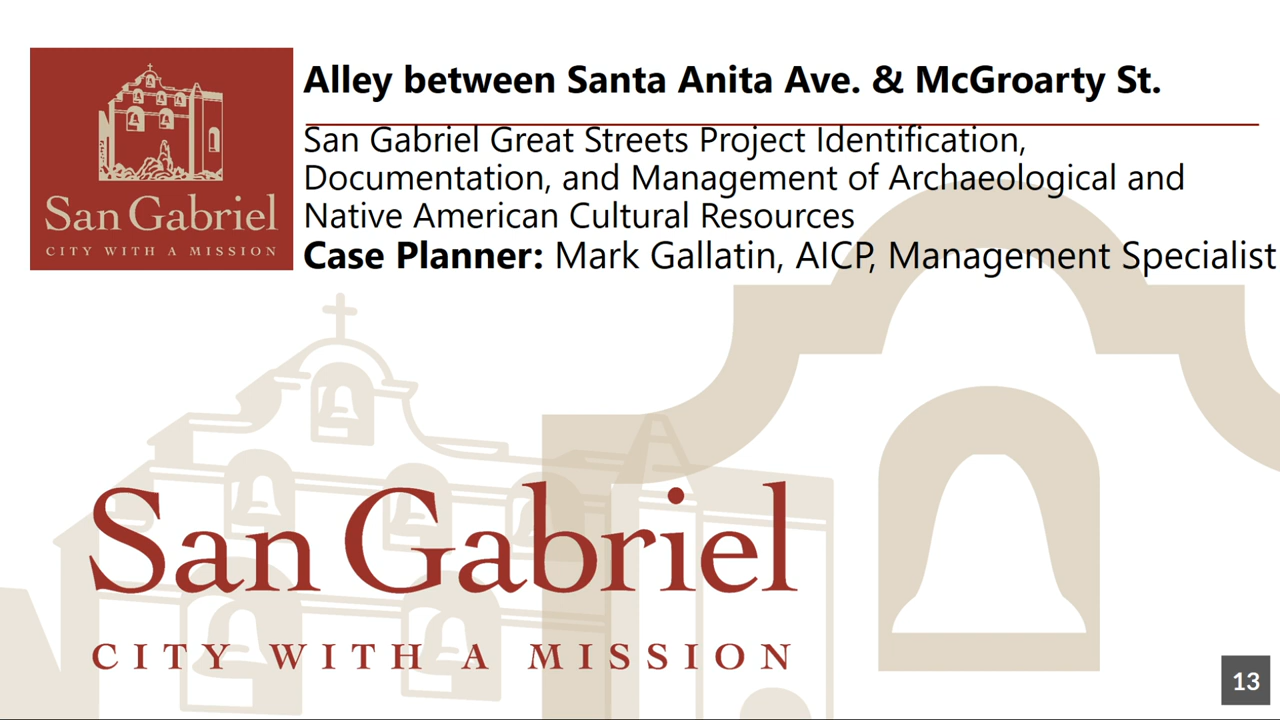 Alley between Santa Anita Ave. & McGroarty St.
San Gabriel Great Streets Project Identification,
Documentation, and Management of Archaeological and
Native American Cultural Resources
Case Planner: Mark Gallatin, AICP, Management Specialist
San Gabriel
CITY WITH A MISSION
San Gabriel
CITY WITH A MISSION
13